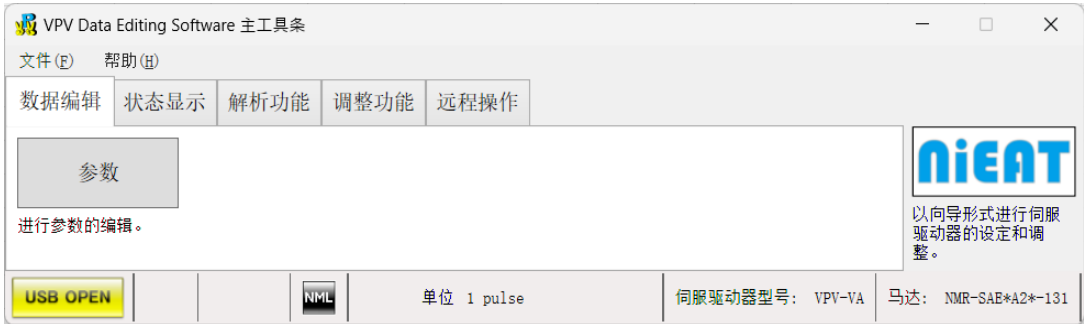 VPV Data Editing Software 主工具条
文件(F) 帮助(H)
数据编辑 状态显示 解析功能 调整功能 远程操作
参数
进行参数的编辑。
NiEAT
以向导形式进行伺服
驱动器的设定和调
整。
USB OPEN NML 单位 1 pulse 伺服驱动器型号: VPV-VA 马达: NMR-SAE*A2*-131